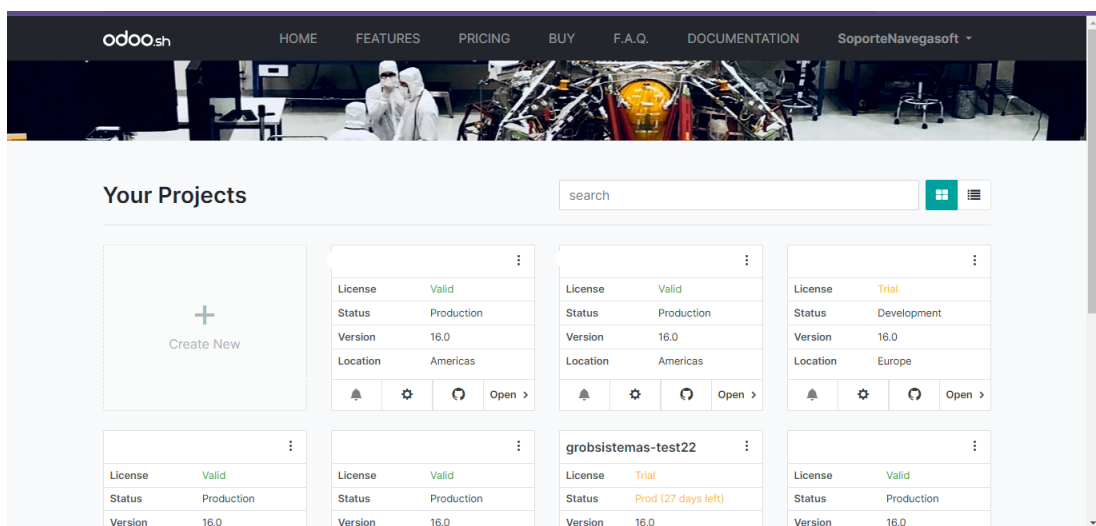 odoo.sh HOME FEATURES PRICING BUY F.A.Q. DOCUMENTATION SoporteNavegasoft
Your Projects search
Create New
License Valid
Status Production
Version 16.0
Location Americas
Open
License Valid
Status Production
Version 16.0
Location Americas
Open
License Trial
Status Development
Version 16.0
Location Europe
Open
License Valid
Status Production
Version 16.0
License Valid
Status Production
Version 16.0
grobsistemas-test22
License Trial
Status Prod (27 days left)
Version 16.0
License Valid
Status Production
Version 16.0